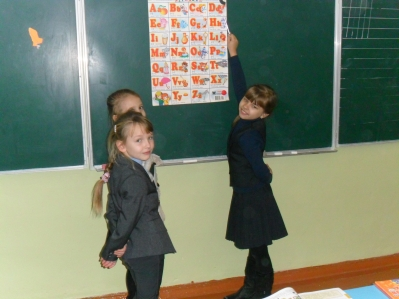 Aa Bb Cc Dd
Ee Ff Gg Hh
Ii Jj Kk Ll
Mm Nn Oo Pp
Qq Rr Ss Tt
Uu Vv Ww Xx
Yy Zz